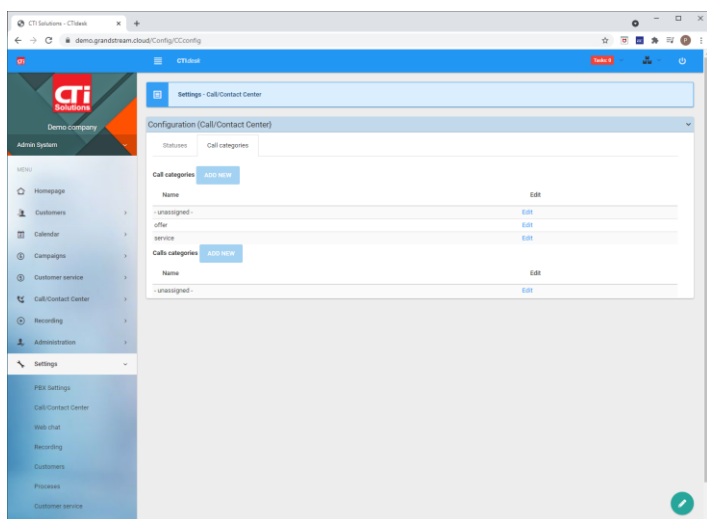 CTI Solutions - CTIdesk
demo.grandstream.cloud/Config/CCconfig
P
CTI
CTIdesk
Tasks 0
CTi
Solutions
Demo company
Admin System
MENU
Homepage
Customers
Calendar
Campaigns
Customer service
Call/Contact Center
Recording
Administration
Settings
PBX Settings
Call/Contact Center
Web chat
Recording
Customers
Processes
Customer service
Settings - Call/Contact Center
Configuration (Call/Contact Center)
Statuses Call categories
Call categories ADD NEW
Name Edit
- unassigned - Edit
offer Edit
service Edit
Calls categories ADD NEW
Name Edit
- unassigned - Edit